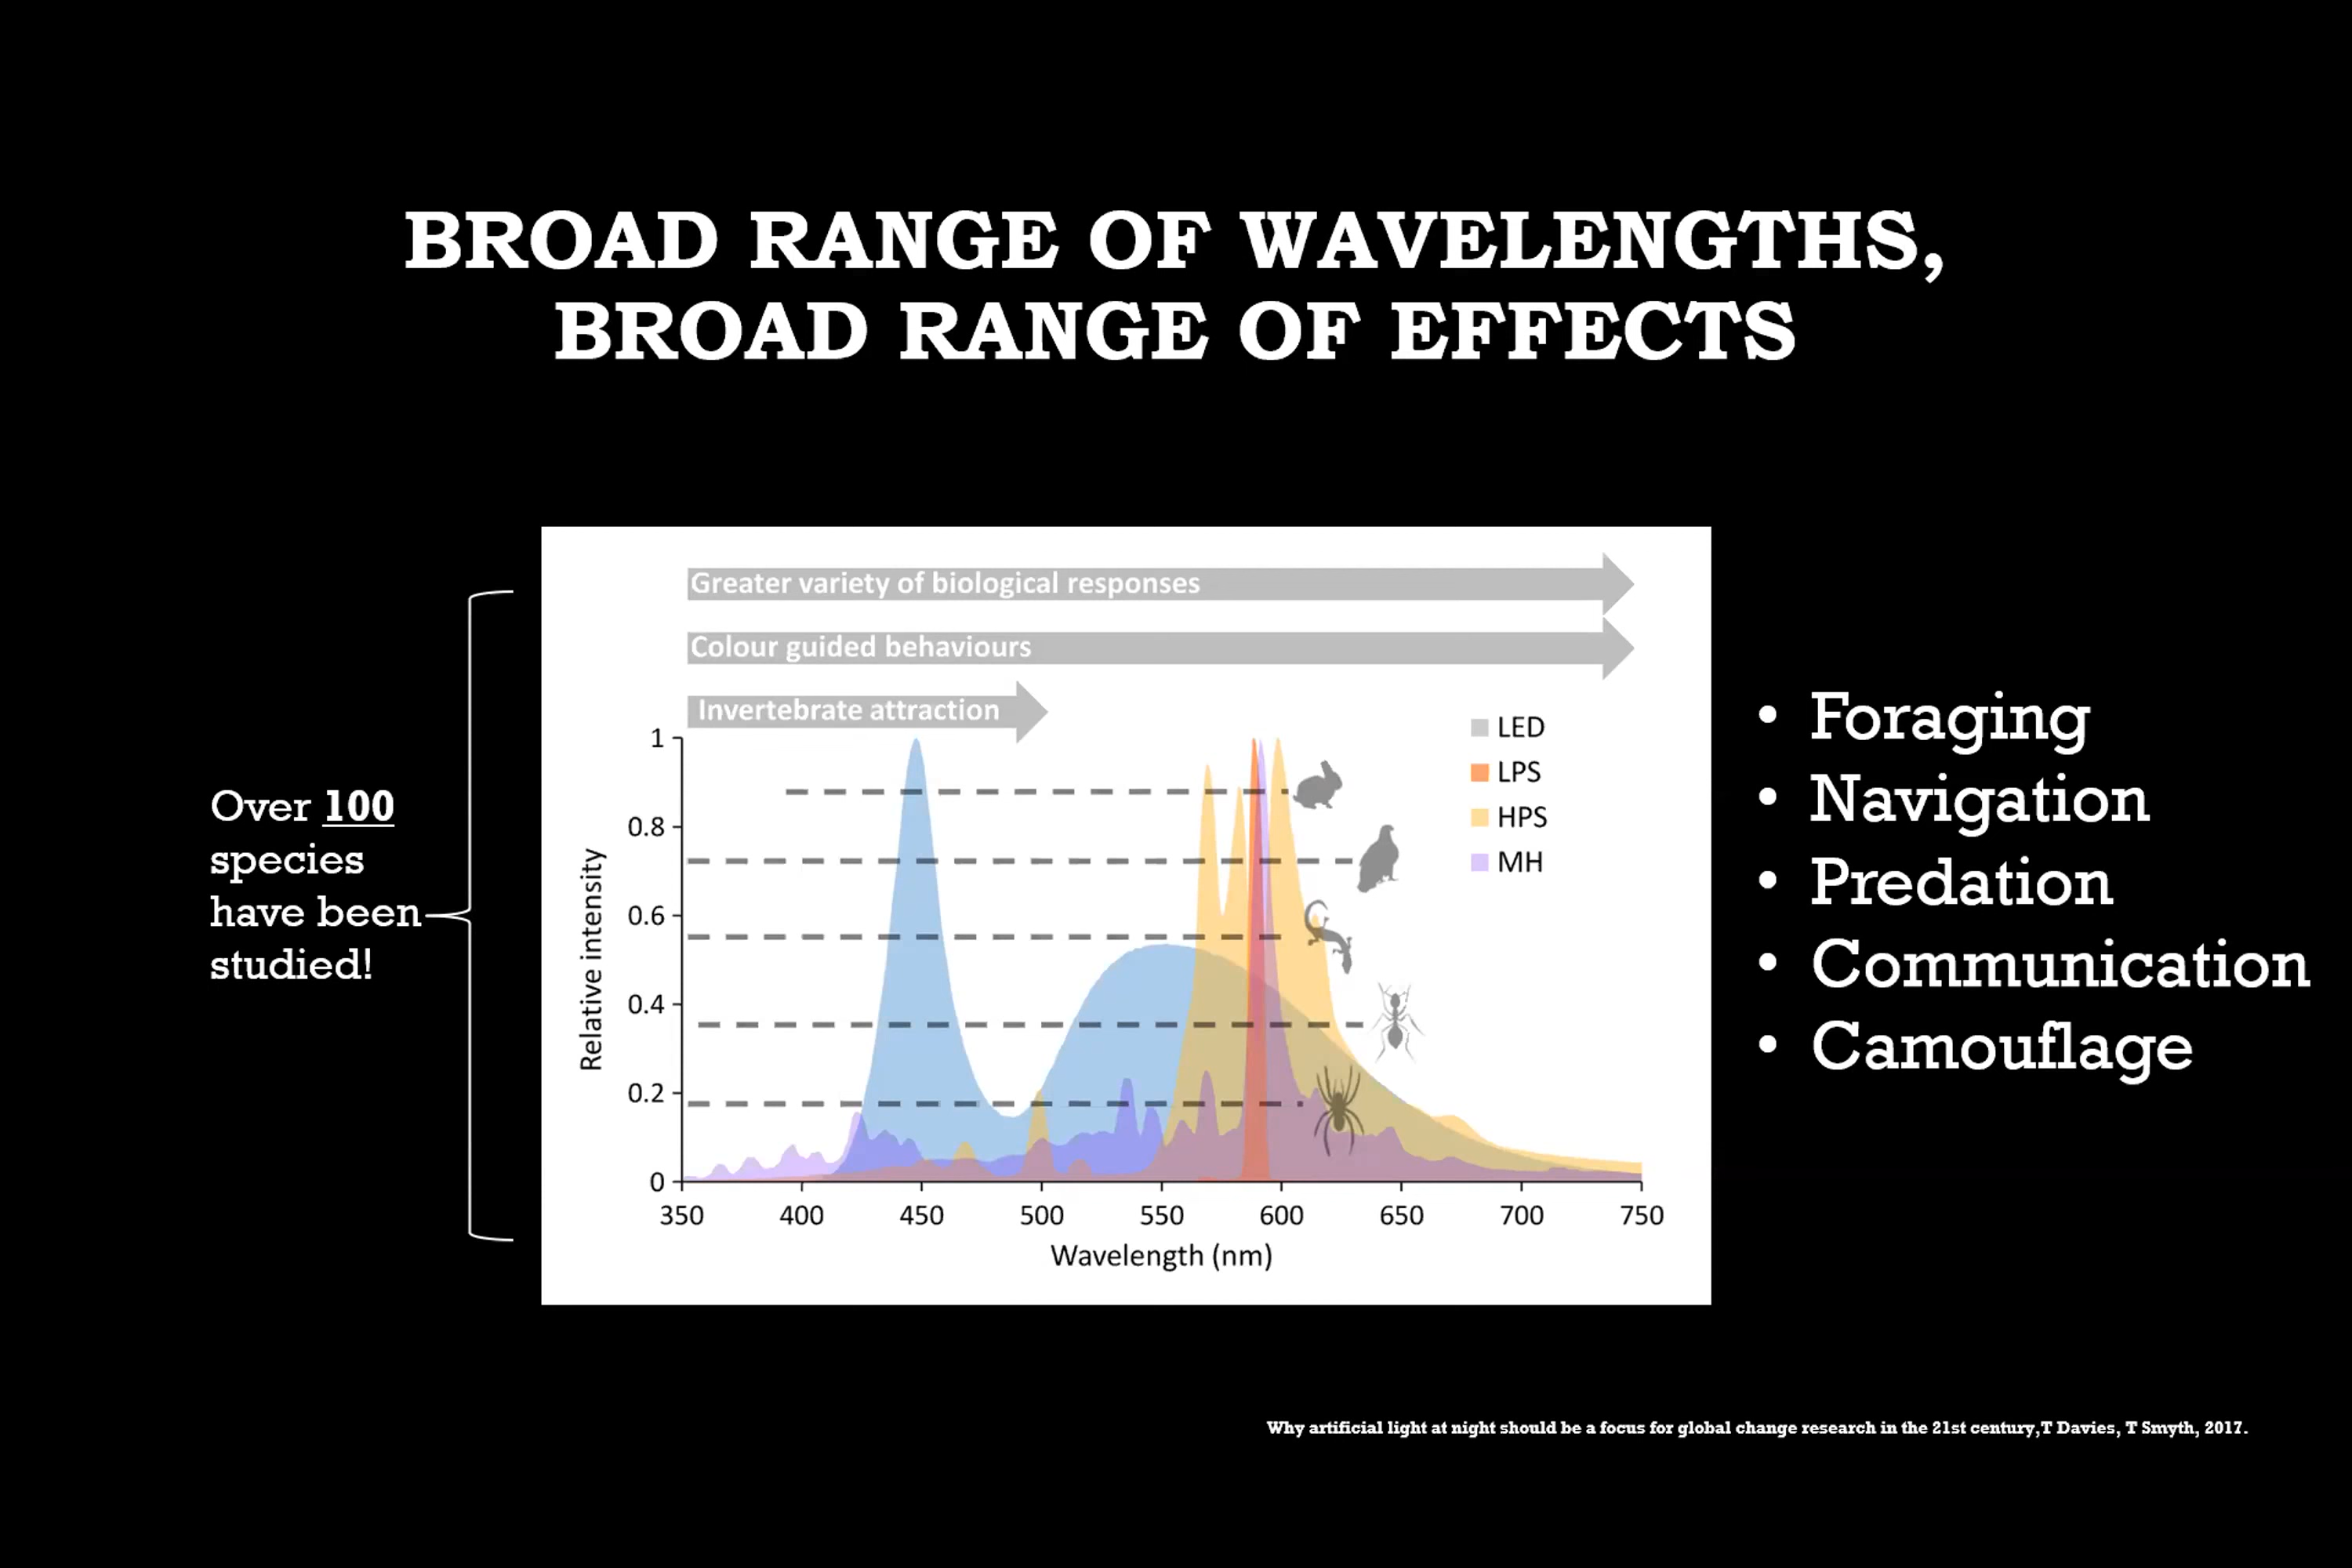 BROAD RANGE OF WAVELENGTHS,
BROAD RANGE OF EFFECTS
Over 100
species
have been
studied!
Greater variety of biological responses
Colour guided behaviours
Invertebrate attraction
LED
LPS
HPS
MH
Relative intensity
1
0.8
0.6
0.4
0.2
0
350 400 450 500 550 600 650 700 750
Wavelength (nm)
• Foraging
• Navigation
• Predation
• Communication
• Camouflage
Why artificial light at night should be a focus for global change research in the 21st century,T Davies, T Smyth, 2017.